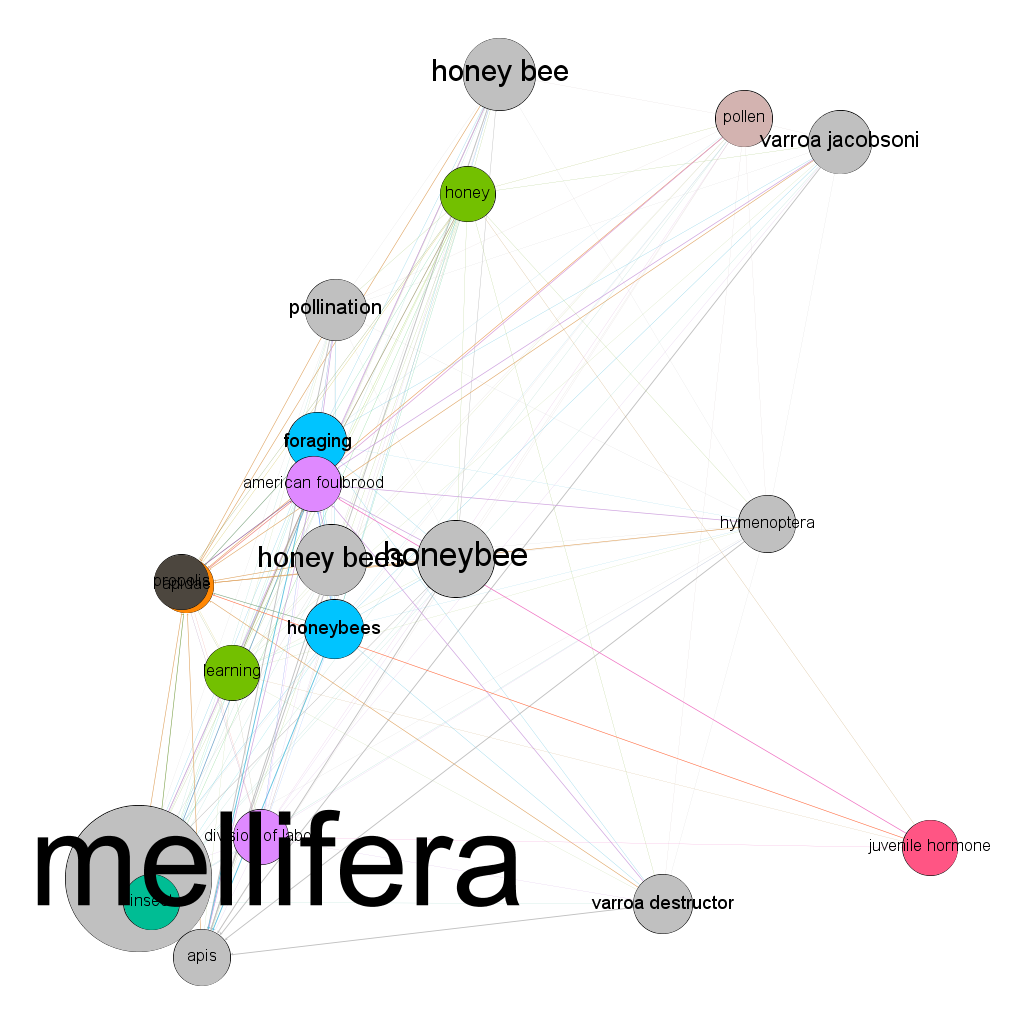 honey bee
pollen
varroa jacobsoni
honey
pollination
foraging
american foulbrood
hymenoptera
honey bees
honeybee
propolis
apidae
honeybees
learning
mellifera
division of labor
juvenile hormone
insect
varroa destructor
apis